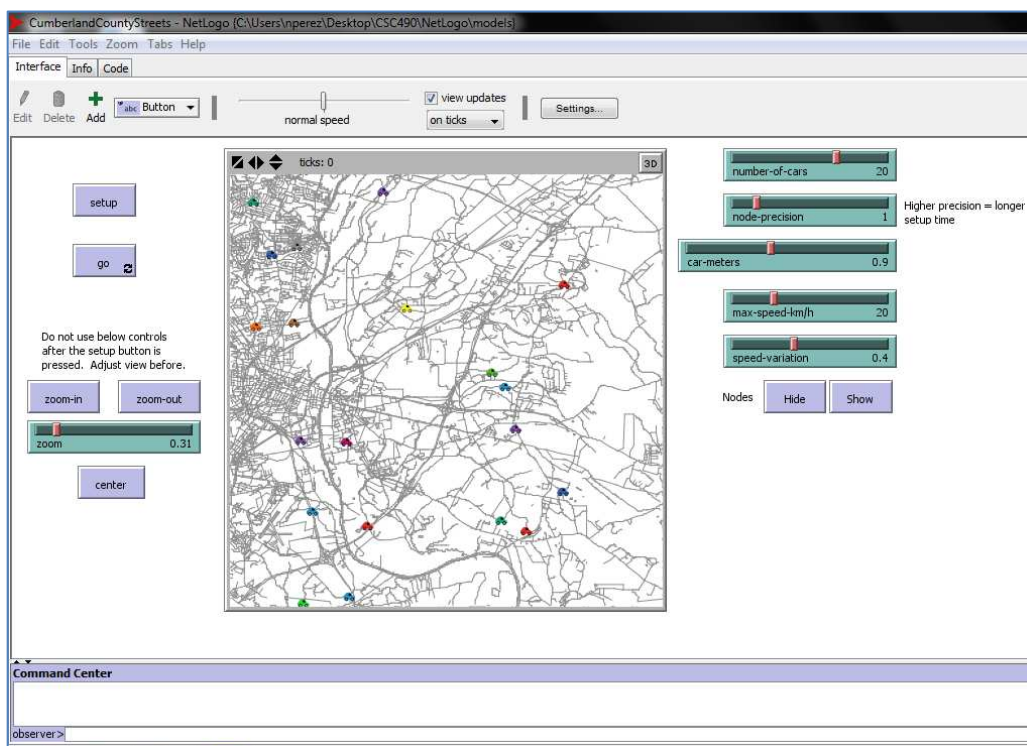 CumberlandCountyStreets - NetLogo {C:\Users\nperez\Desktop\CSC490\NetLogo\models}
File Edit Tools Zoom Tabs Help
Interface Info Code
Edit Delete Add abc Button normal speed view updates on ticks Settings...
ticks: 0 3D
setup
go
Do not use below controls
after the setup button is
pressed. Adjust view before.
zoom-in zoom-out
zoom 0.31
center
number-of-cars 20
node-precision 1
Higher precision = longer
setup time
car-meters 0.9
max-speed-km/h 20
speed-variation 0.4
Nodes Hide Show
Command Center
observer>